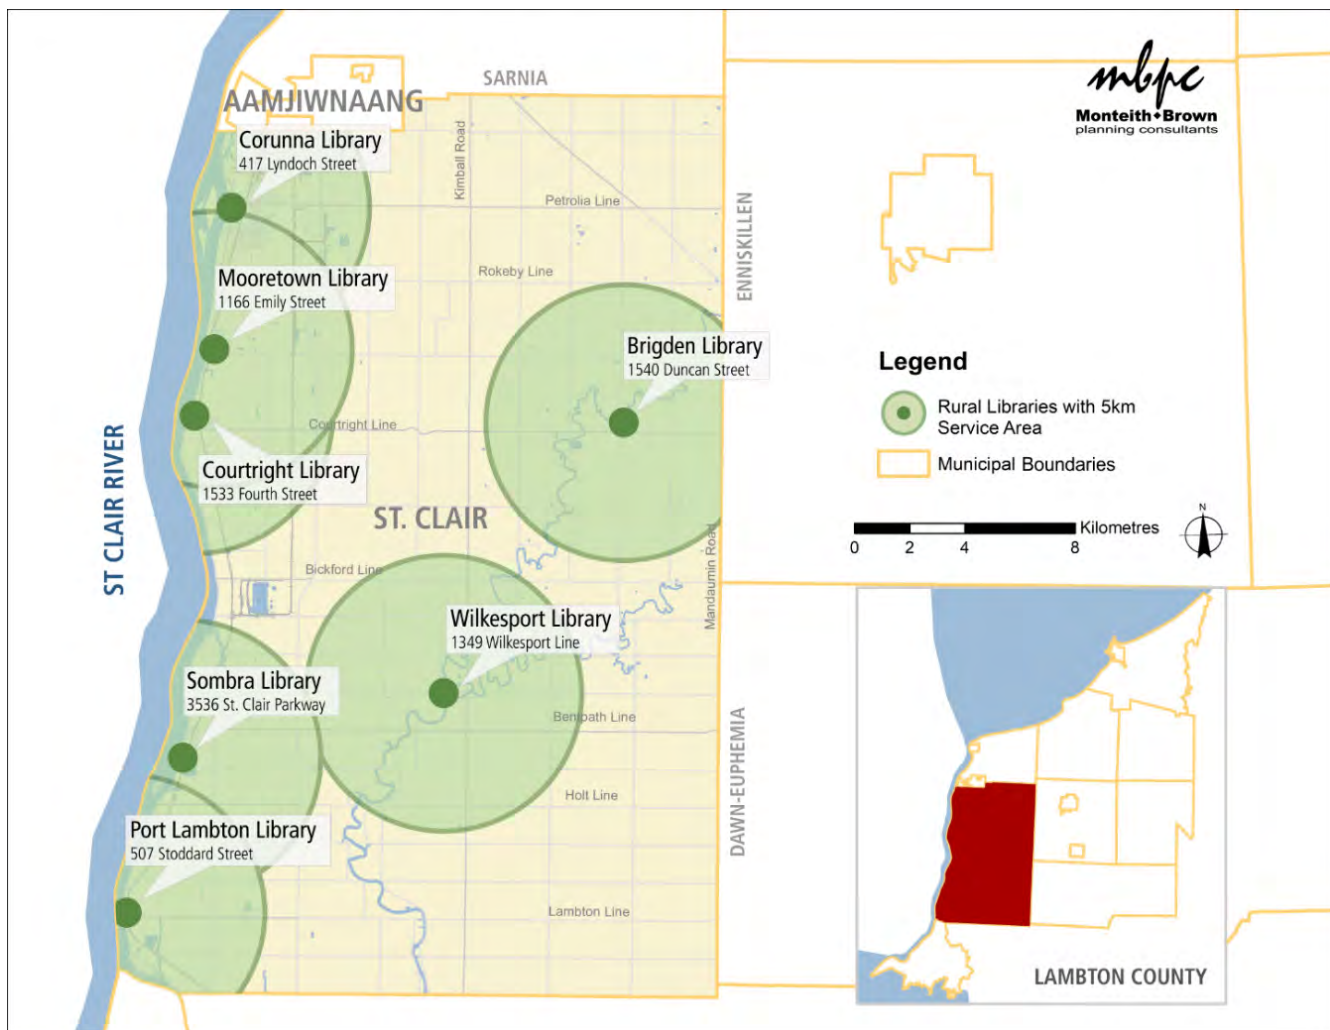 mbpc
Monteith Brown
planning consultants
SARNIA
AAMJIWNAANG
Corunna Library
417 Lyndoch Street
Kimball Road
Petrolia Line
ENNISKILLEN
Rokeby Line
Mooretown Library
1166 Emily Street
Brigden Library
1540 Duncan Street
Legend
Rural Libraries with 5km
Service Area
Municipal Boundaries
Courtright Line
ST CLAIR RIVER
Courtright Library
1533 Fourth Street
ST. CLAIR
Kilometres
0 2 4 8
N
Bickford Line
Mandaumin Road
Wilkesport Library
1349 Wilkesport Line
Sombra Library
3536 St. Clair Parkway
Bentpath Line
DAWN-EUPHEMIA
Holt Line
Port Lambton Library
507 Stoddard Street
Lambton Line
LAMBTON COUNTY